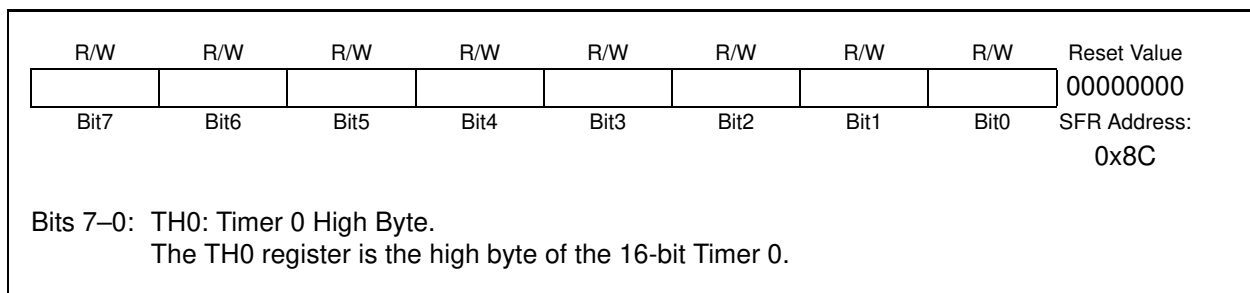 R/W R/W R/W R/W R/W R/W R/W R/W Reset Value
00000000
Bit7 Bit6 Bit5 Bit4 Bit3 Bit2 Bit1 Bit0 SFR Address:
0x8C
Bits 7–0: TH0: Timer 0 High Byte.
The TH0 register is the high byte of the 16-bit Timer 0.